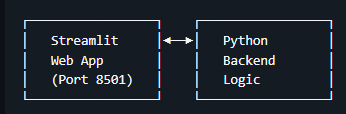 Streamlit
Web App
(Port 8501)
Python
Backend
Logic